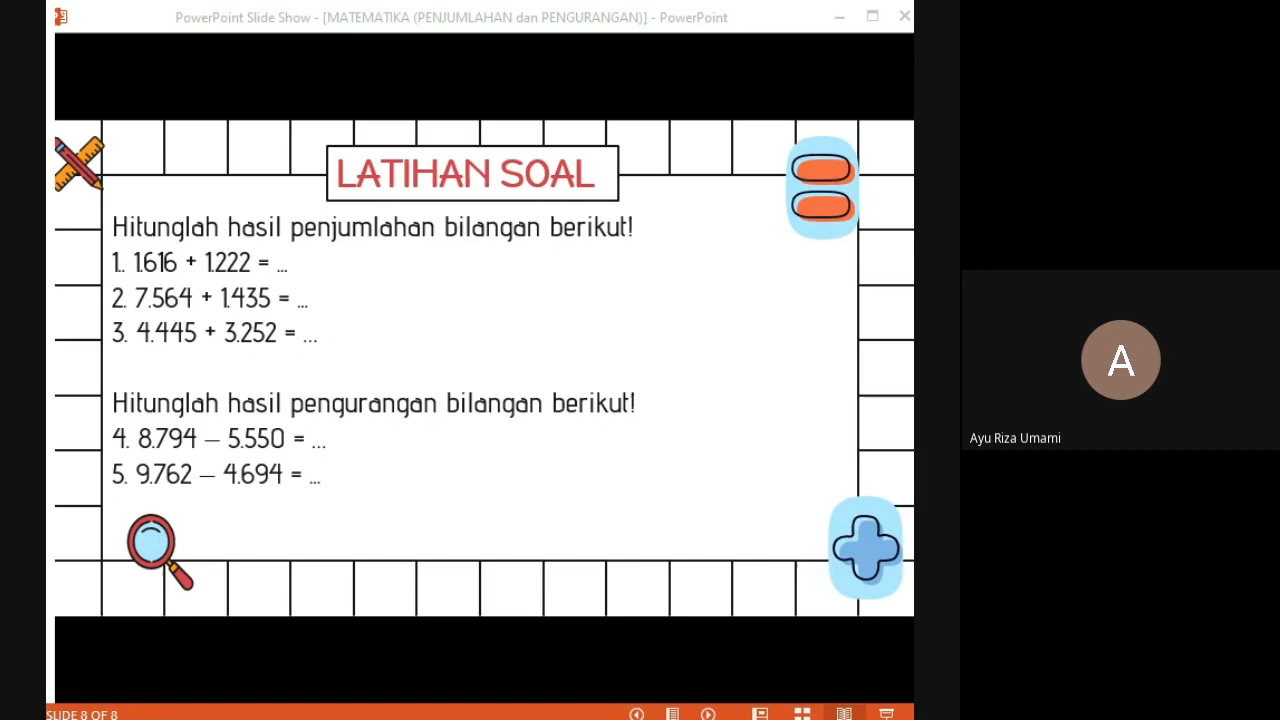 PowerPoint Slide Show - [MATEMATIKA (PENJUMLAHAN dan PENGURANGAN)] - PowerPoint
LATIHAN SOAL
Hitunglah hasil penjumlahan bilangan berikut!
1.. 1.616 + 1.222 = ...
2. 7.564 + 1.435 = ...
3. 4.445 + 3.252 = ...
Hitunglah hasil pengurangan bilangan berikut!
4. 8.794 – 5.550 = ...
5. 9.762 – 4.694 = ...
A
Ayu Riza Umami
SLIDE 8 OF 8